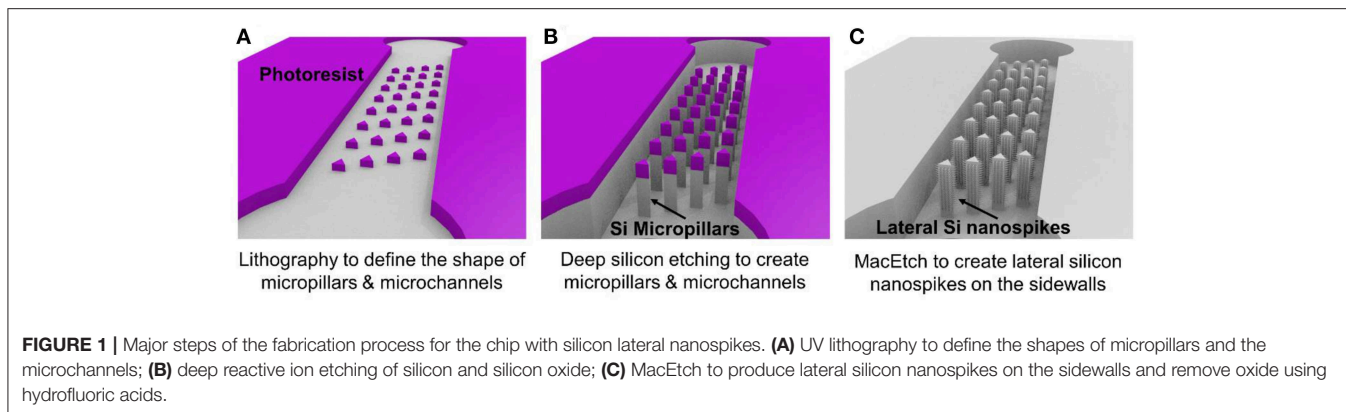 A
B
C
Photoresist
Si Micropillars
Lateral Si nanospikes
Lithography to define the shape of
micropillars & microchannels
Deep silicon etching to create
micropillars & microchannels
MacEtch to create lateral silicon
nanospikes on the sidewalls
FIGURE 1 | Major steps of the fabrication process for the chip with silicon lateral nanospikes. (A) UV lithography to define the shapes of micropillars and the
microchannels; (B) deep reactive ion etching of silicon and silicon oxide; (C) MacEtch to produce lateral silicon nanospikes on the sidewalls and remove oxide using
hydrofluoric acids.